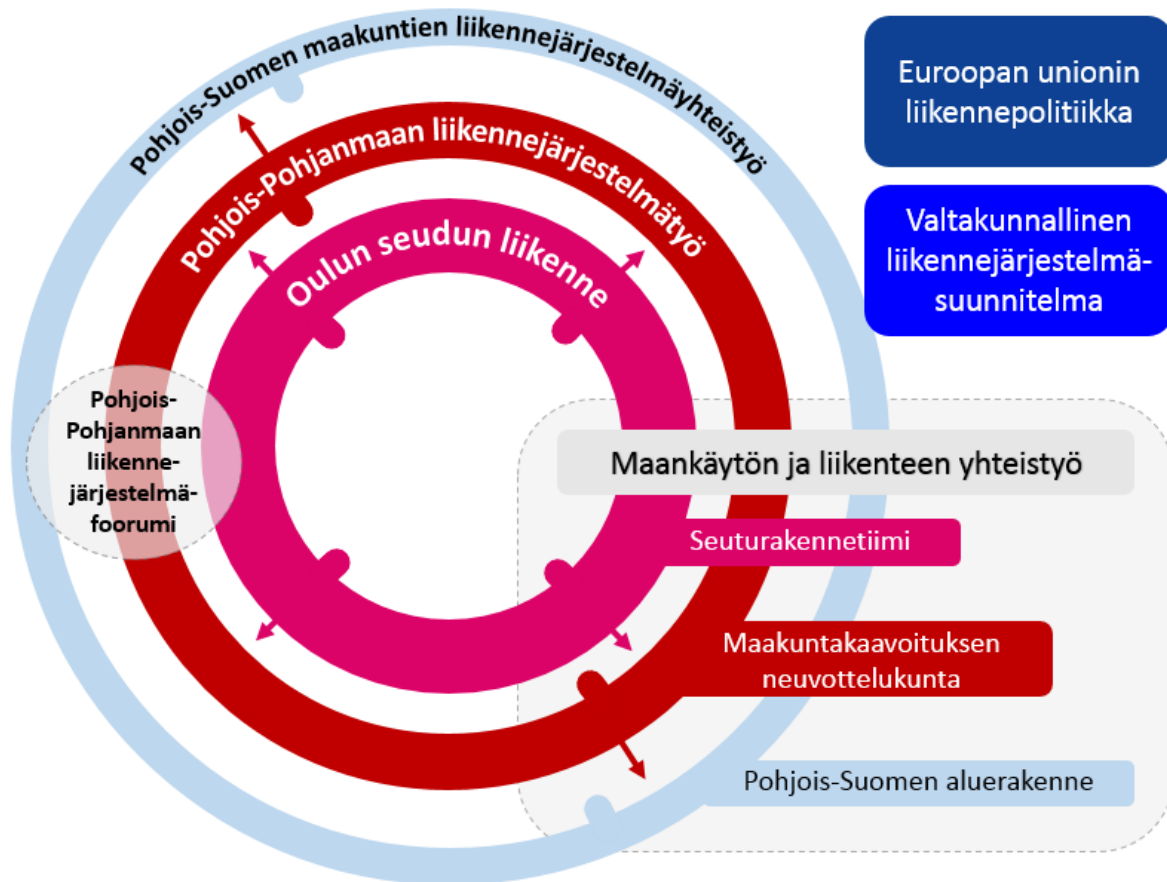 Pohjois-Suomen maakuntien liikennejärjestelmäyhteistyö
Pohjois-Pohjanmaan liikennejärjestelmätyö
Oulun seudun liikenne
Euroopan unionin
liikennepolitiikka
Valtakunnallinen
liikennejärjestelmä-
suunnitelma
Pohjois-
Pohjanmaan
liikenne-
järjestelmä-
foorumi
Maankäytön ja liikenteen yhteistyö
Seuturakennetiimi
Maakuntakaavoituksen
neuvottelukunta
Pohjois-Suomen aluerakenne